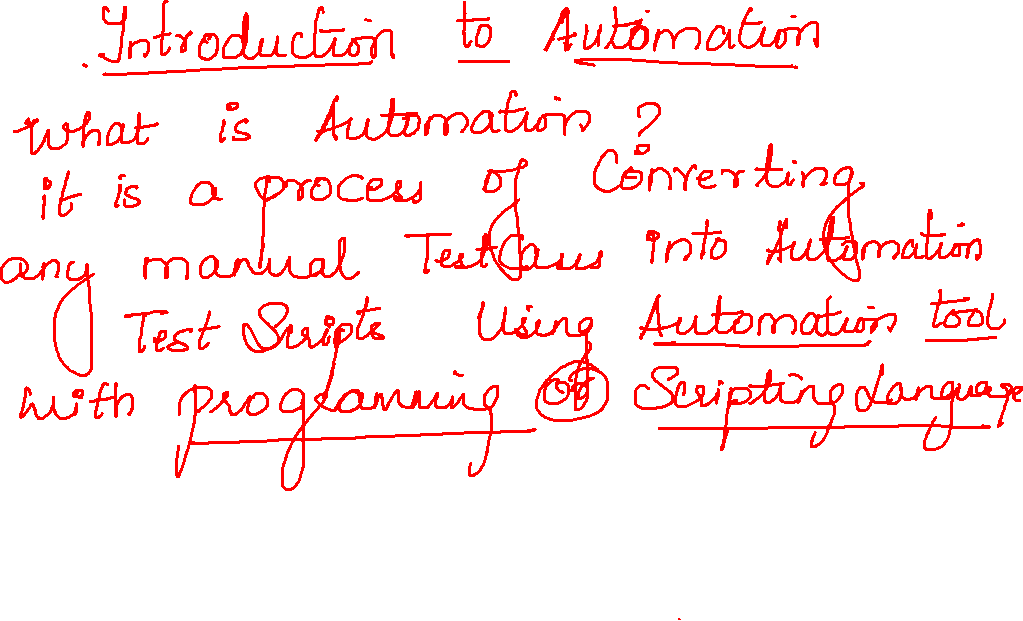 Introduction to Automation
What is Automation ?
it is a process of Converting
any manual TestCases into Automation
Test Scripts Using Automation tool
with programming or Scripting Language